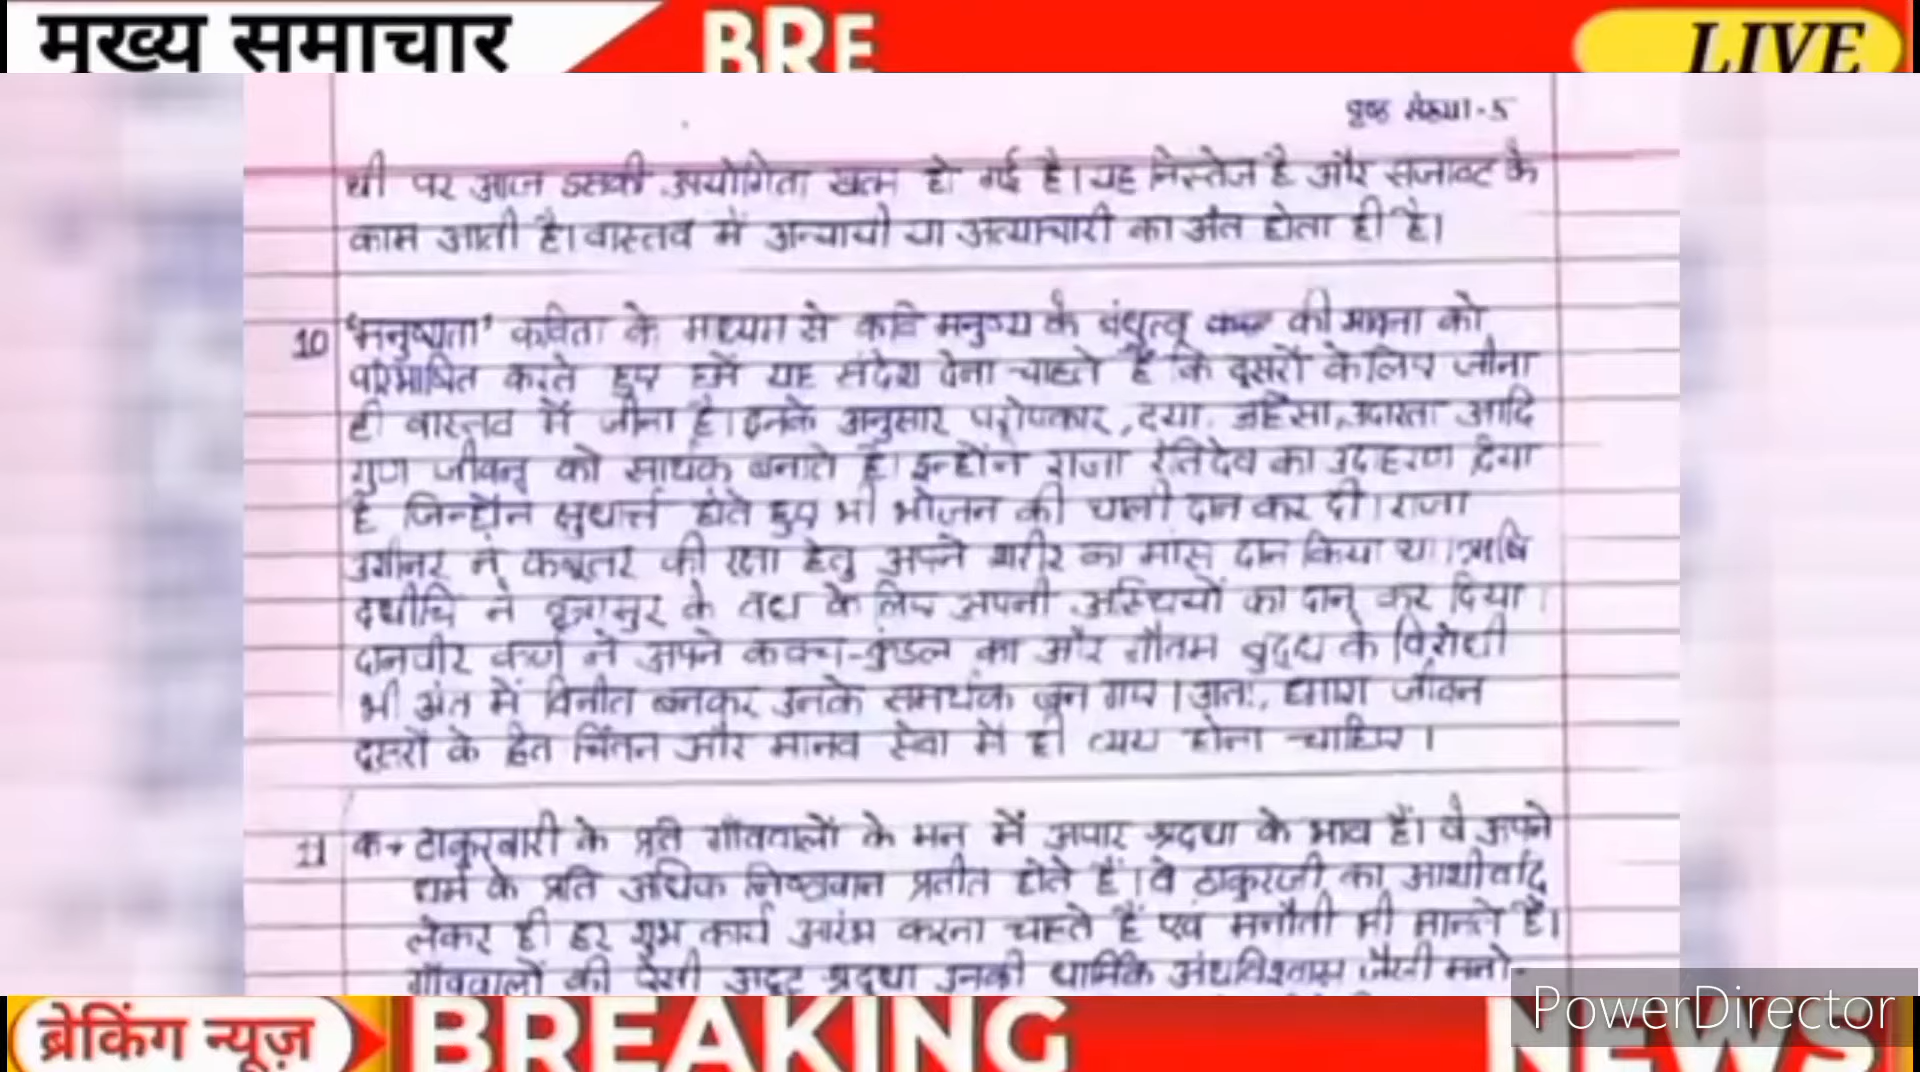 मुख्य समाचार
BRE
LIVE
पृष्ठ संख्या-5
थी पर आज इसकी उपयोगिता खत्म हो गई है। यह निस्तेज है और सजावट के
काम आती है। वास्तव में अन्यायी या अत्याचारी का अंत होता ही है।
10 'मनुष्यता' कविता के माध्यम से कवि मनुष्य के बंधुत्व की भावना को
परिभाषित करते हुए हमें यह संदेश देना चाहते हैं कि दूसरों के लिए जीना
ही वास्तव में जीना है। इनके अनुसार परोपकार, दया, अहिंसा, उदारता आदि
गुण जीवन को सार्थक बनाते हैं। इन्होंने राजा रंतिदेव का उदाहरण दिया
है जिन्होंने क्षुधार्त्त होते हुए भी भोजन की थाली दान कर दी। राजा
उशीनर ने कबूतर की रक्षा हेतु अपने शरीर का मांस दान किया था। ऋषि
दधीचि ने वृत्रासुर के वध के लिए अपनी अस्थियों का दान कर दिया।
दानवीर कर्ण ने अपने कवच-कुंडल का और गौतम बुद्ध के विरोधी
भी अंत में विनीत बनकर उनके समर्थक बन गए। अतः, हमारा जीवन
दूसरों के हित चिंतन और मानव सेवा में ही व्यय होना चाहिए।
11 क→ ठाकुरबारी के प्रति गाँववालों के मन में अपार श्रद्धा के भाव हैं। वे अपने
धर्म के प्रति अधिक निष्ठावान प्रतीत होते हैं। वे ठाकुरजी का आशीर्वाद
लेकर ही हर शुभ कार्य आरंभ करना चाहते हैं एवं मनौती भी मानते हैं।
गाँववालों की ऐसी अटूट श्रद्धा उनकी धार्मिक अंधविश्वास जैसी मनो-
PowerDirector
ब्रेकिंग न्यूज़
BREAKING
NEWS